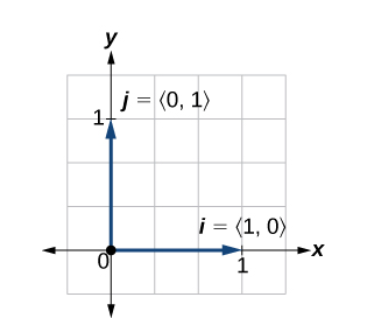 y
j = ⟨0, 1⟩
1
i = ⟨1, 0⟩
x
0
1